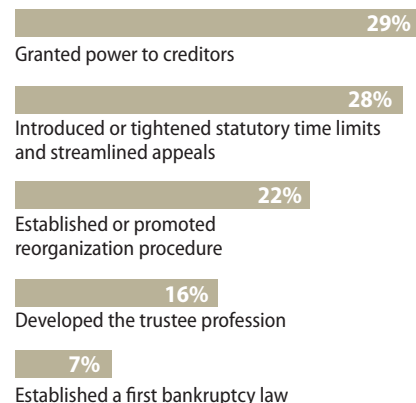 29%
Granted power to creditors
28%
Introduced or tightened statutory time limits
and streamlined appeals
22%
Established or promoted
reorganization procedure
16%
Developed the trustee profession
7%
Established a first bankruptcy law